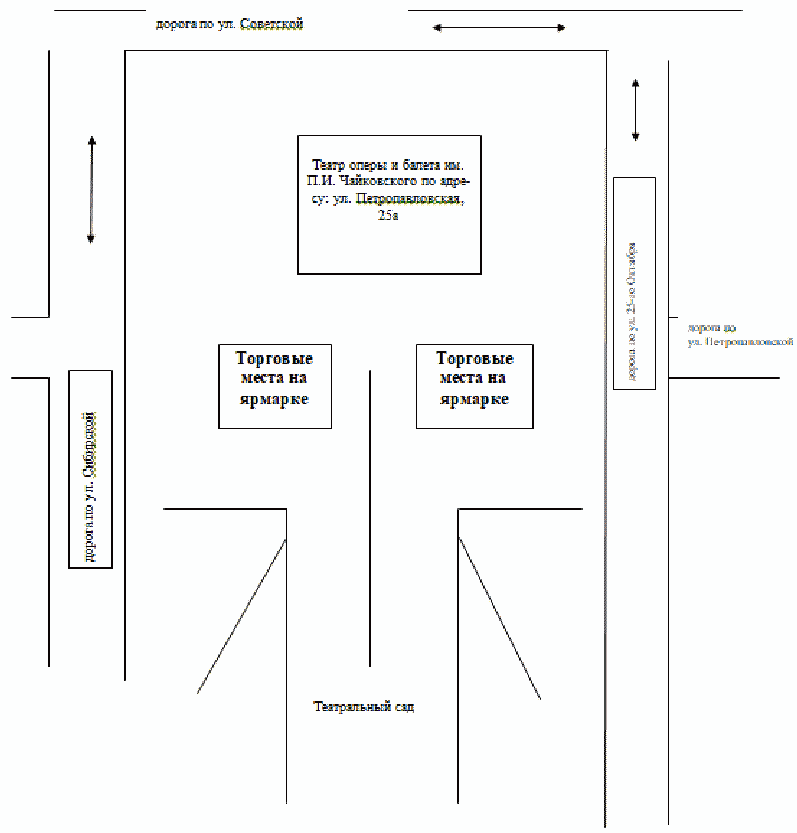 дорога по ул. Советской
Театр оперы и балета им.
П.И. Чайковского по адре-
су: ул. Петропавловская,
25а
дорога по ул. 25-го Октября
дорога по
ул. Петропавловской
Торговые
места на
ярмарке
Торговые
места на
ярмарке
дорога по ул. Сибирской
Театральный сад